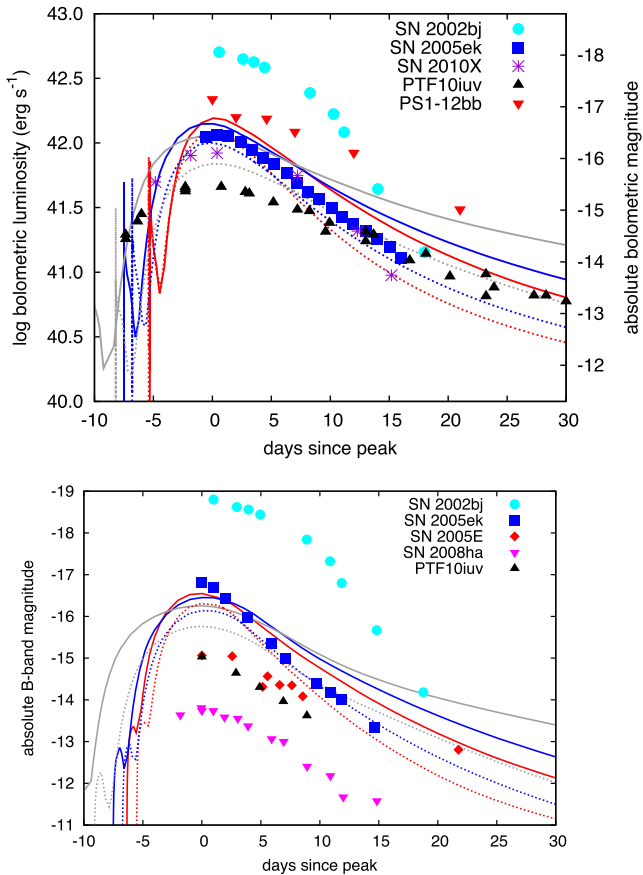 43.0
42.5
42.0
41.5
41.0
40.5
40.0
log bolometric luminosity (erg s⁻¹)
SN 2002bj
SN 2005ek
SN 2010X
PTF10iuv
PS1-12bb
-18
-17
-16
-15
-14
-13
-12
absolute bolometric magnitude
-10 -5 0 5 10 15 20 25 30
days since peak
-19
-18
-17
-16
-15
-14
-13
-12
-11
absolute B-band magnitude
SN 2002bj
SN 2005ek
SN 2005E
SN 2008ha
PTF10iuv
-10 -5 0 5 10 15 20 25 30
days since peak